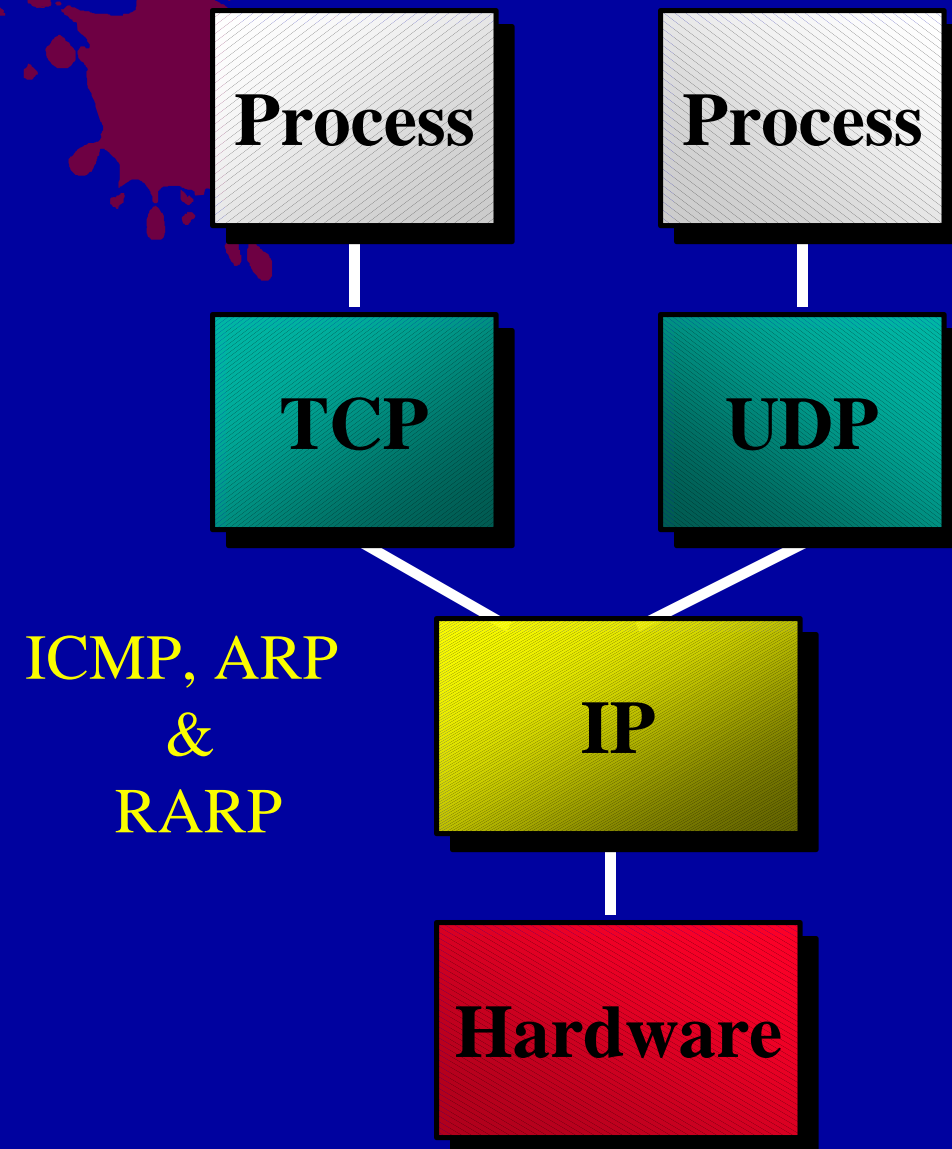 Process
Process
TCP
UDP
ICMP, ARP
&
RARP
IP
Hardware